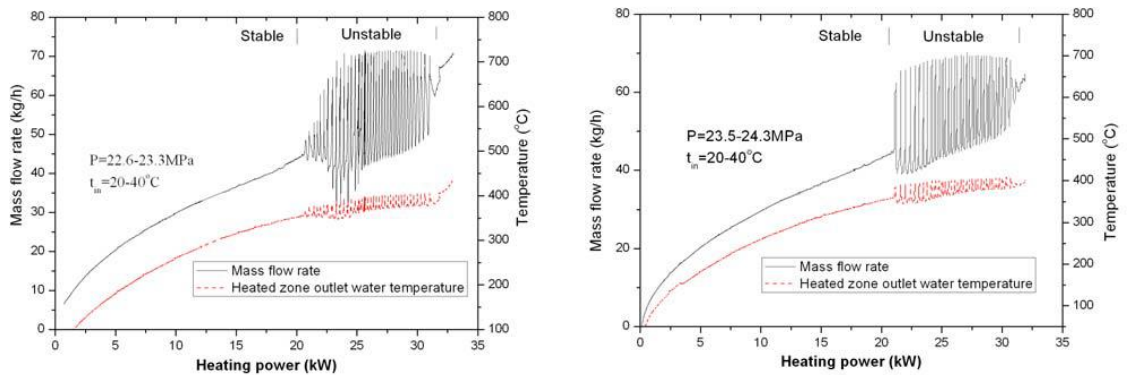 Stable
Unstable
P=22.6-23.3MPa
t_in=20-40°C
Mass flow rate
Heated zone outlet water temperature
Mass flow rate (kg/h)
80
70
60
50
40
30
20
10
0
Temperature (°C)
800
700
600
500
400
300
200
100
0
5
10
15
20
25
30
35
Heating power (kW)
Stable
Unstable
P=23.5-24.3MPa
t_in=20-40°C
Mass flow rate
Heated zone outlet water temperature
Mass flow rate (kg/h)
80
60
40
20
0
Temperature (°C)
800
700
600
500
400
300
200
100
0
5
10
15
20
25
30
35
Heating power (kW)